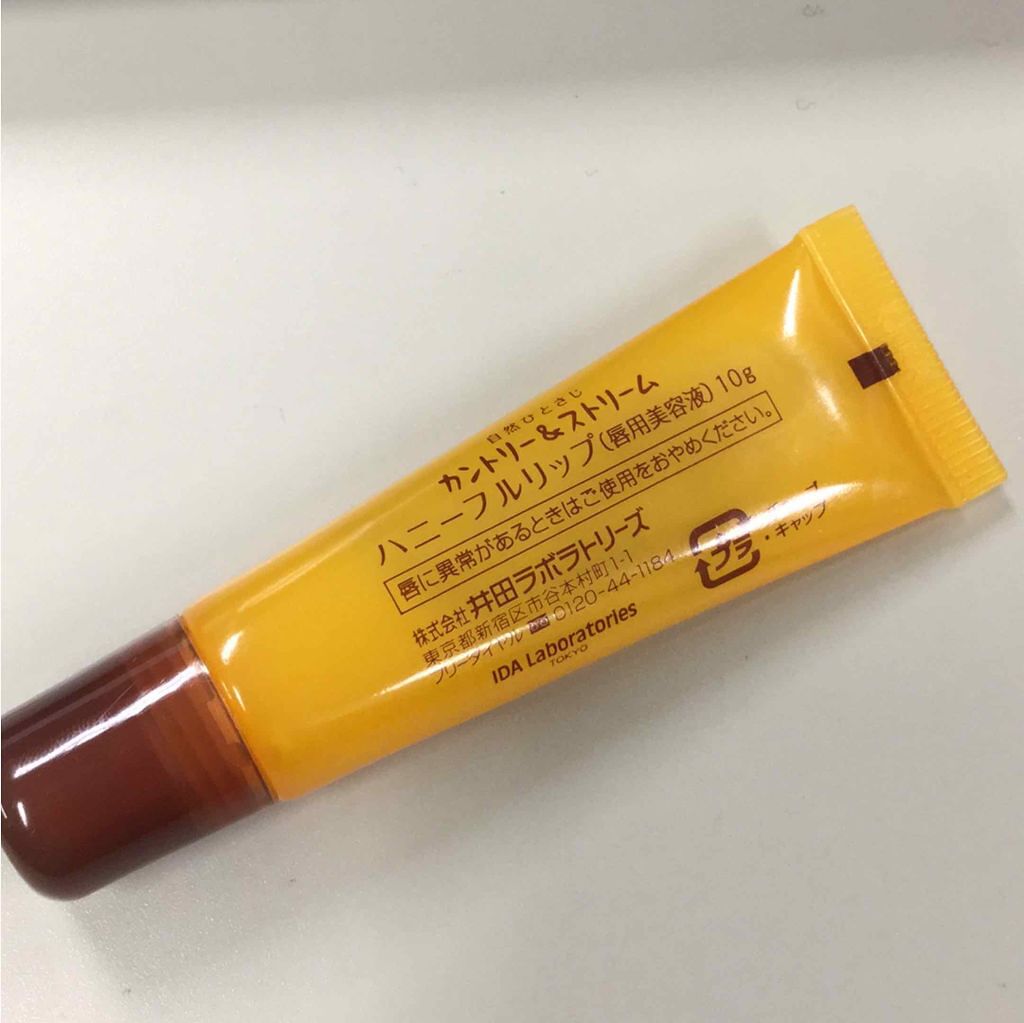 自然ひとさじ
カントリー&ストリーム
ハニーフルリップ(唇用美容液)10g
唇に異常があるときはご使用をおやめください。
株式会社 井田ラボラトリーズ
東京都新宿区市谷本村町1-1
フリーダイヤル 0120-44-1184
IDA Laboratories
TOKYO
プラ
・キャップ